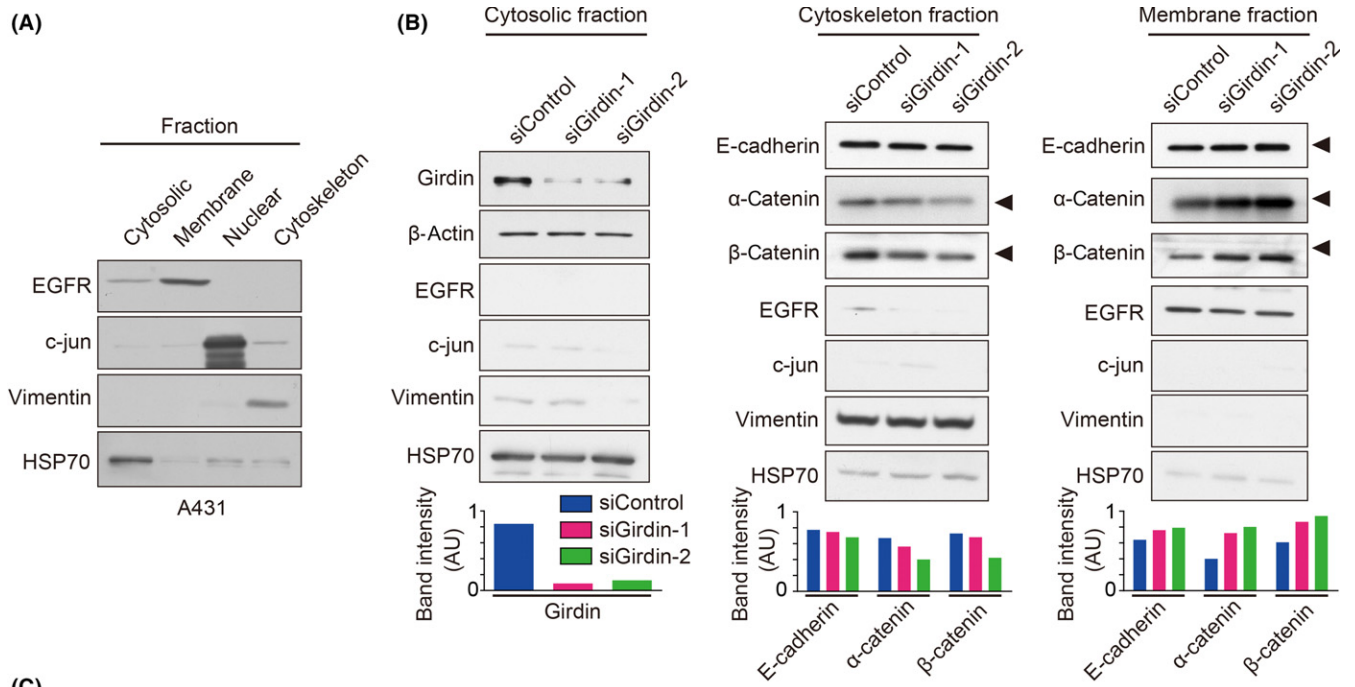 (A)
Fraction
Cytosolic
Membrane
Nuclear
Cytoskeleton
EGFR
c-jun
Vimentin
HSP70
A431
(B)
Cytosolic fraction
siControl
siGirdin-1
siGirdin-2
Girdin
β-Actin
EGFR
c-jun
Vimentin
HSP70
Band intensity
(AU)
1
0
siControl
siGirdin-1
siGirdin-2
Girdin
Cytoskeleton fraction
siControl
siGirdin-1
siGirdin-2
E-cadherin
α-Catenin
β-Catenin
EGFR
c-jun
Vimentin
HSP70
Band intensity
(AU)
1
0
E-cadherin
α-catenin
β-catenin
Membrane fraction
siControl
siGirdin-1
siGirdin-2
E-cadherin
α-Catenin
β-Catenin
EGFR
c-jun
Vimentin
HSP70
Band intensity
(AU)
1
0
E-cadherin
α-catenin
β-catenin
(C)